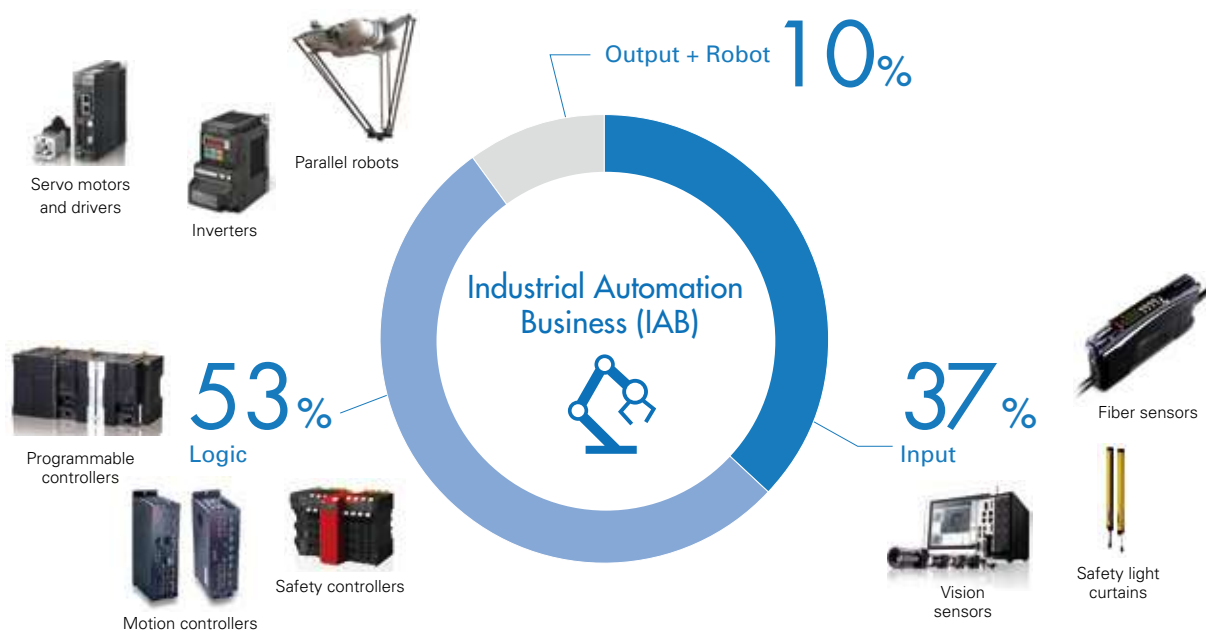 Output + Robot 10%
Parallel robots
Servo motors
and drivers
Inverters
Industrial Automation
Business (IAB)
53%
Logic
37%
Input
Fiber sensors
Programmable
controllers
Safety controllers
Motion controllers
Vision
sensors
Safety light
curtains